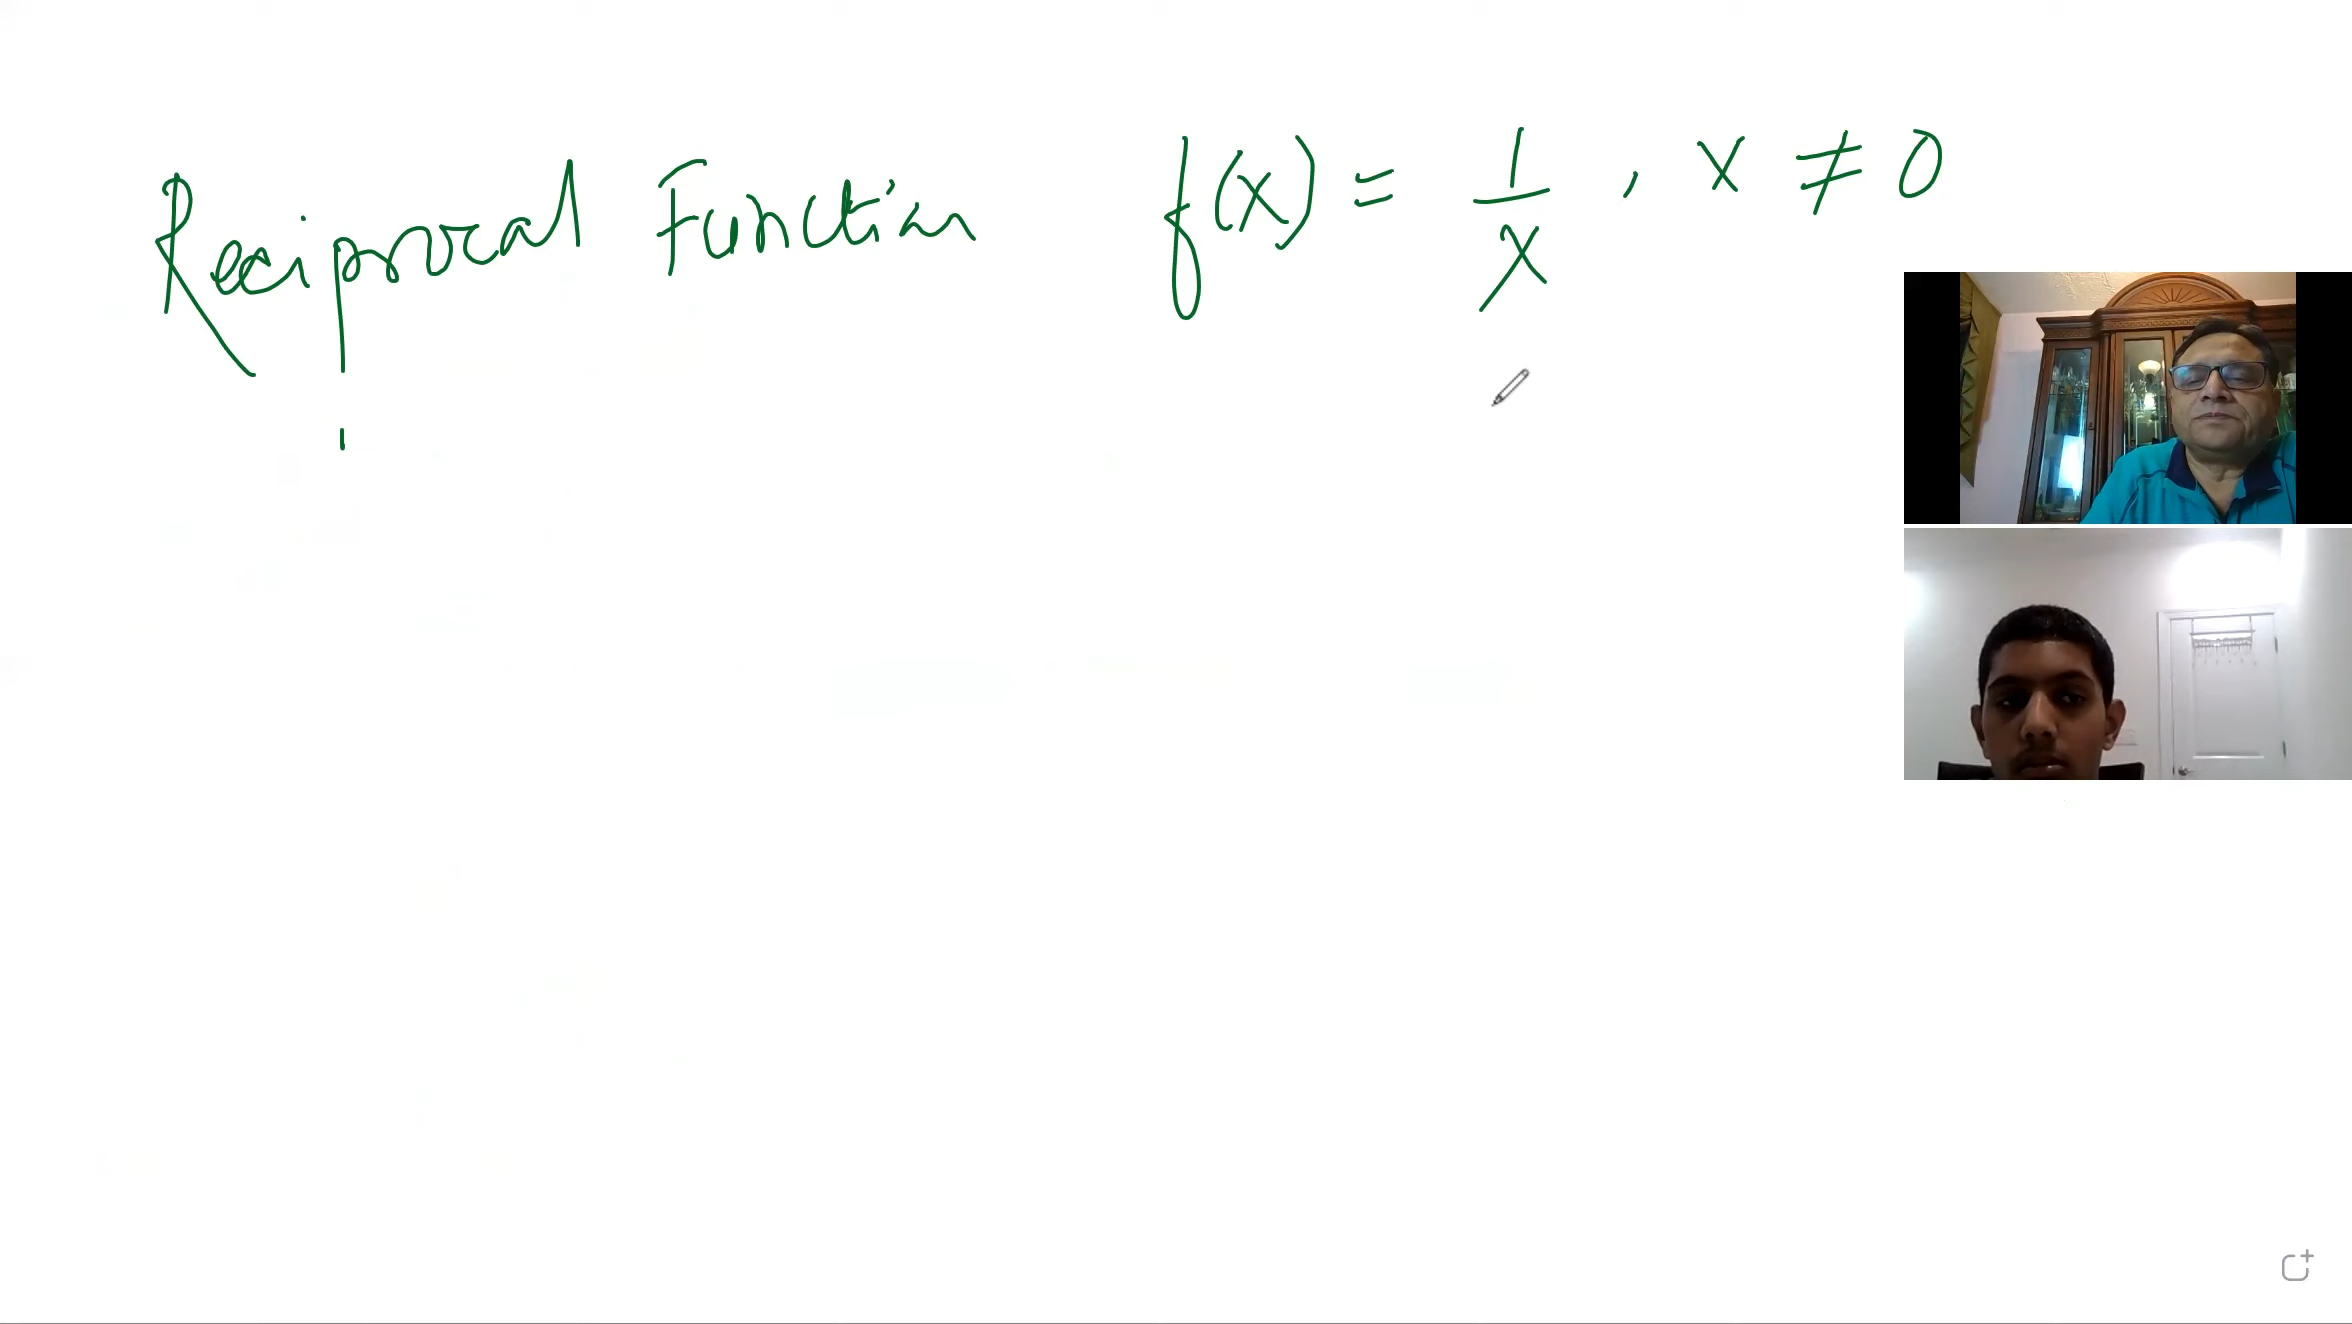 Reciprocal Function f(x) = 1/x , x ≠ 0